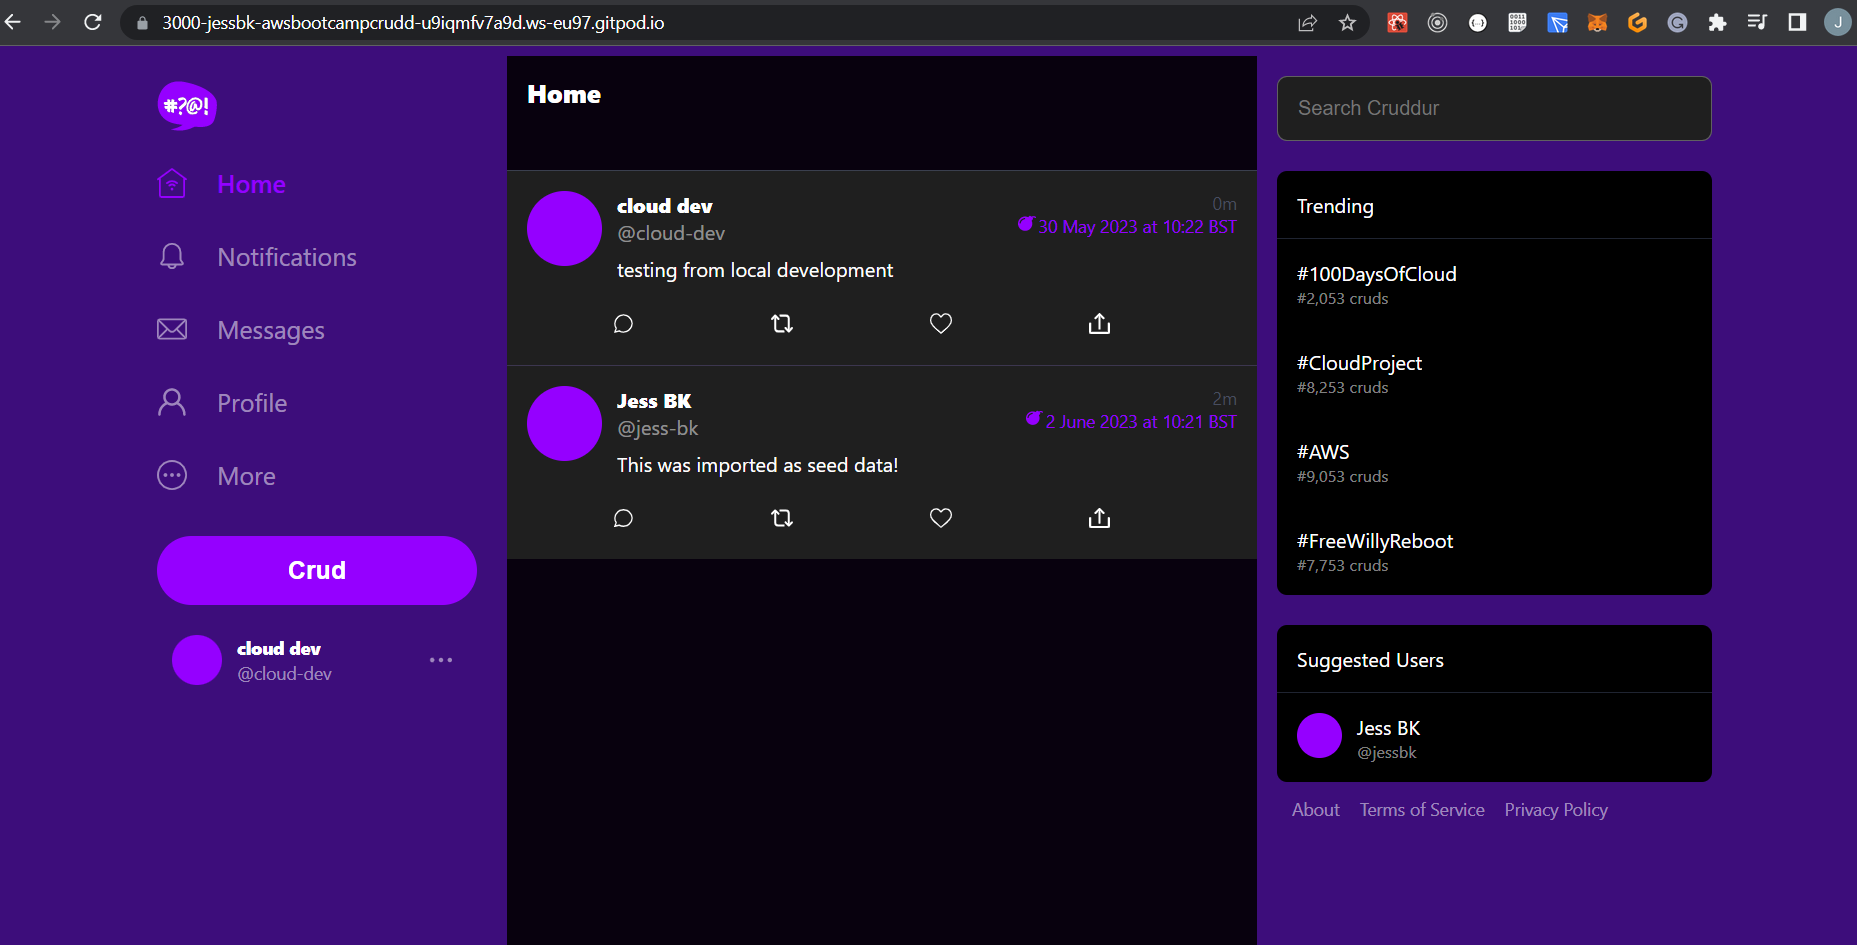 3000-jessbk-awsbootcampcrudd-u9iqmfv7a9d.ws-eu97.gitpod.io
J
#?@!
Home
Notifications
Messages
Profile
More
Crud
cloud dev
@cloud-dev
Home
cloud dev
0m
@cloud-dev
30 May 2023 at 10:22 BST
testing from local development
Jess BK
2m
@jess-bk
2 June 2023 at 10:21 BST
This was imported as seed data!
Search Cruddur
Trending
#100DaysOfCloud
#2,053 cruds
#CloudProject
#8,253 cruds
#AWS
#9,053 cruds
#FreeWillyReboot
#7,753 cruds
Suggested Users
Jess BK
@jessbk
About Terms of Service Privacy Policy